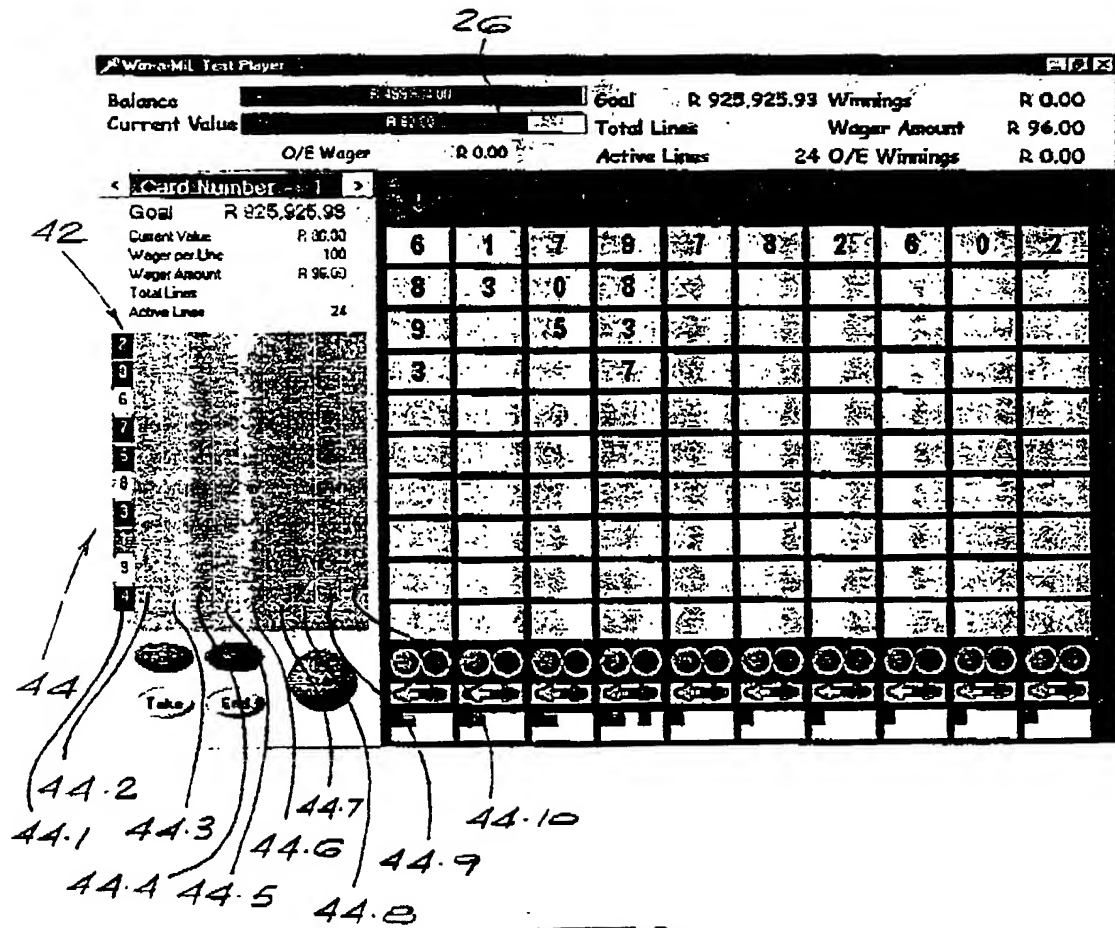 26
Win-a-Mil Test Player
Balance Goal R 925,925.93 Winnings R 0.00
Current Value Total Lines Wager Amount R 96.00
O/E Wager R 0.00 Active Lines 24 O/E Winnings R 0.00
< Card Number - 1 >
Goal R 925,925.93
42
Current Value
Wager per Line 100
Wager Amount R 96.00
Total Lines
Active Lines 24
6 1 7 9 7 8 2 6 0 2
8 3 0 8
9 5 3
3 7
6
7
5
3
9
4
44
Take End
44.2
44.1 44.3 44.6 44.7 44.9 44.10
44.4 44.5 44.8